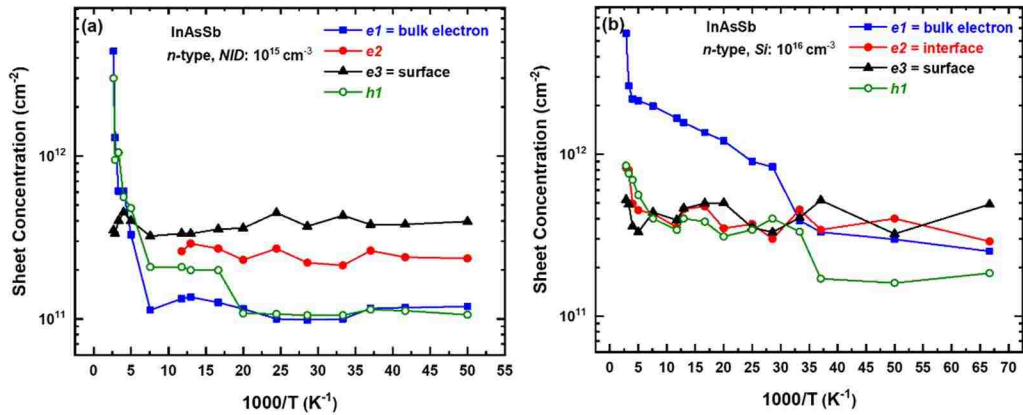 (a)
InAsSb
n-type, NID: 10¹⁵ cm⁻³
e1 = bulk electron
e2
e3 = surface
h1
Sheet Concentration (cm⁻²)
10¹²
10¹¹
0 5 10 15 20 25 30 35 40 45 50 55
1000/T (K⁻¹)
(b)
InAsSb
n-type, Si: 10¹⁶ cm⁻³
e1 = bulk electron
e2 = interface
e3 = surface
h1
Sheet Concentration (cm⁻²)
10¹²
10¹¹
0 5 10 15 20 25 30 35 40 45 50 55 60 65 70
1000/T (K⁻¹)